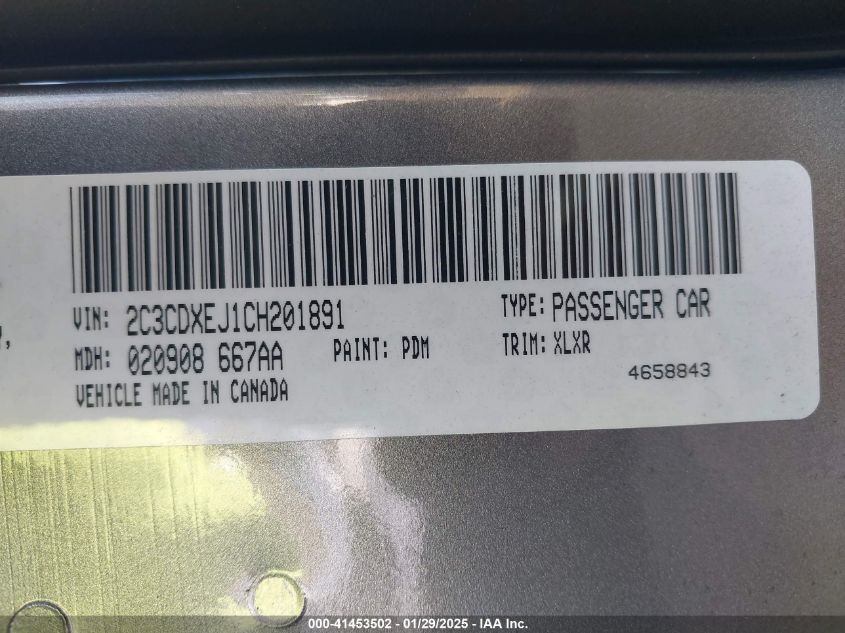 VIN: 2C3CDXEJ1CH201891 TYPE: PASSENGER CAR
MDH: 020908 667AA PAINT: PDM TRIM: XLXR
4658843
VEHICLE MADE IN CANADA
000-41453502 - 01/29/2025 - IAA Inc.